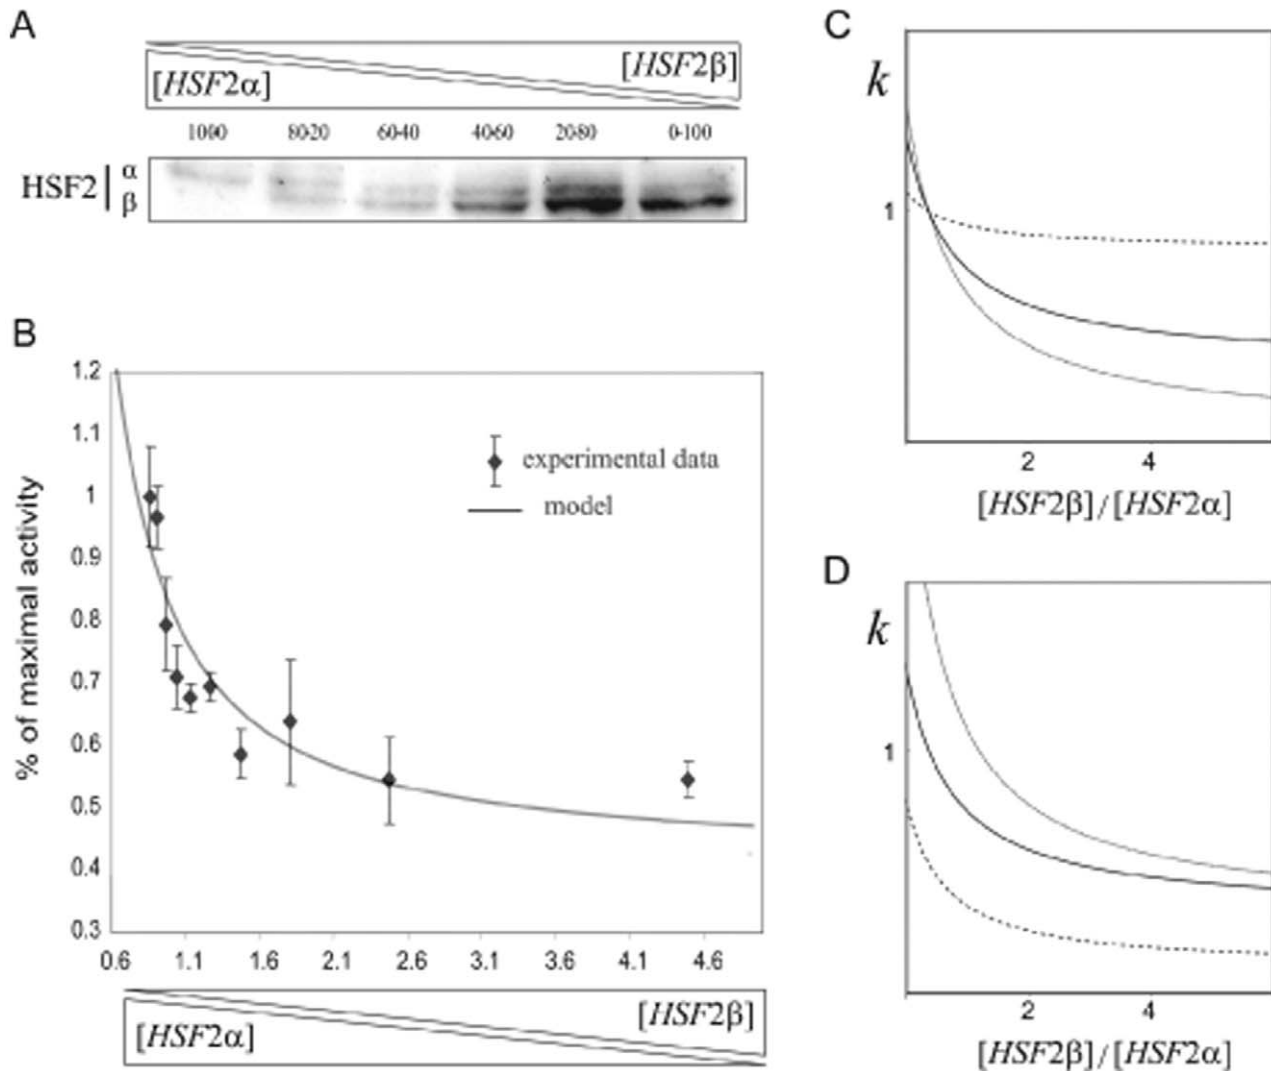 A
[HSF2α]
[HSF2β]
100-0 80-20 60-40 40-60 20-80 0-100
HSF2
α
β
B
% of maximal activity
1.2
1.1
1
0.9
0.8
0.7
0.6
0.5
0.4
0.3
experimental data
model
0.6 1.1 1.6 2.1 2.6 3.1 3.6 4.1 4.6
[HSF2α]
[HSF2β]
C
k
1
2 4
[HSF2β]/[HSF2α]
D
k
1
2 4
[HSF2β]/[HSF2α]